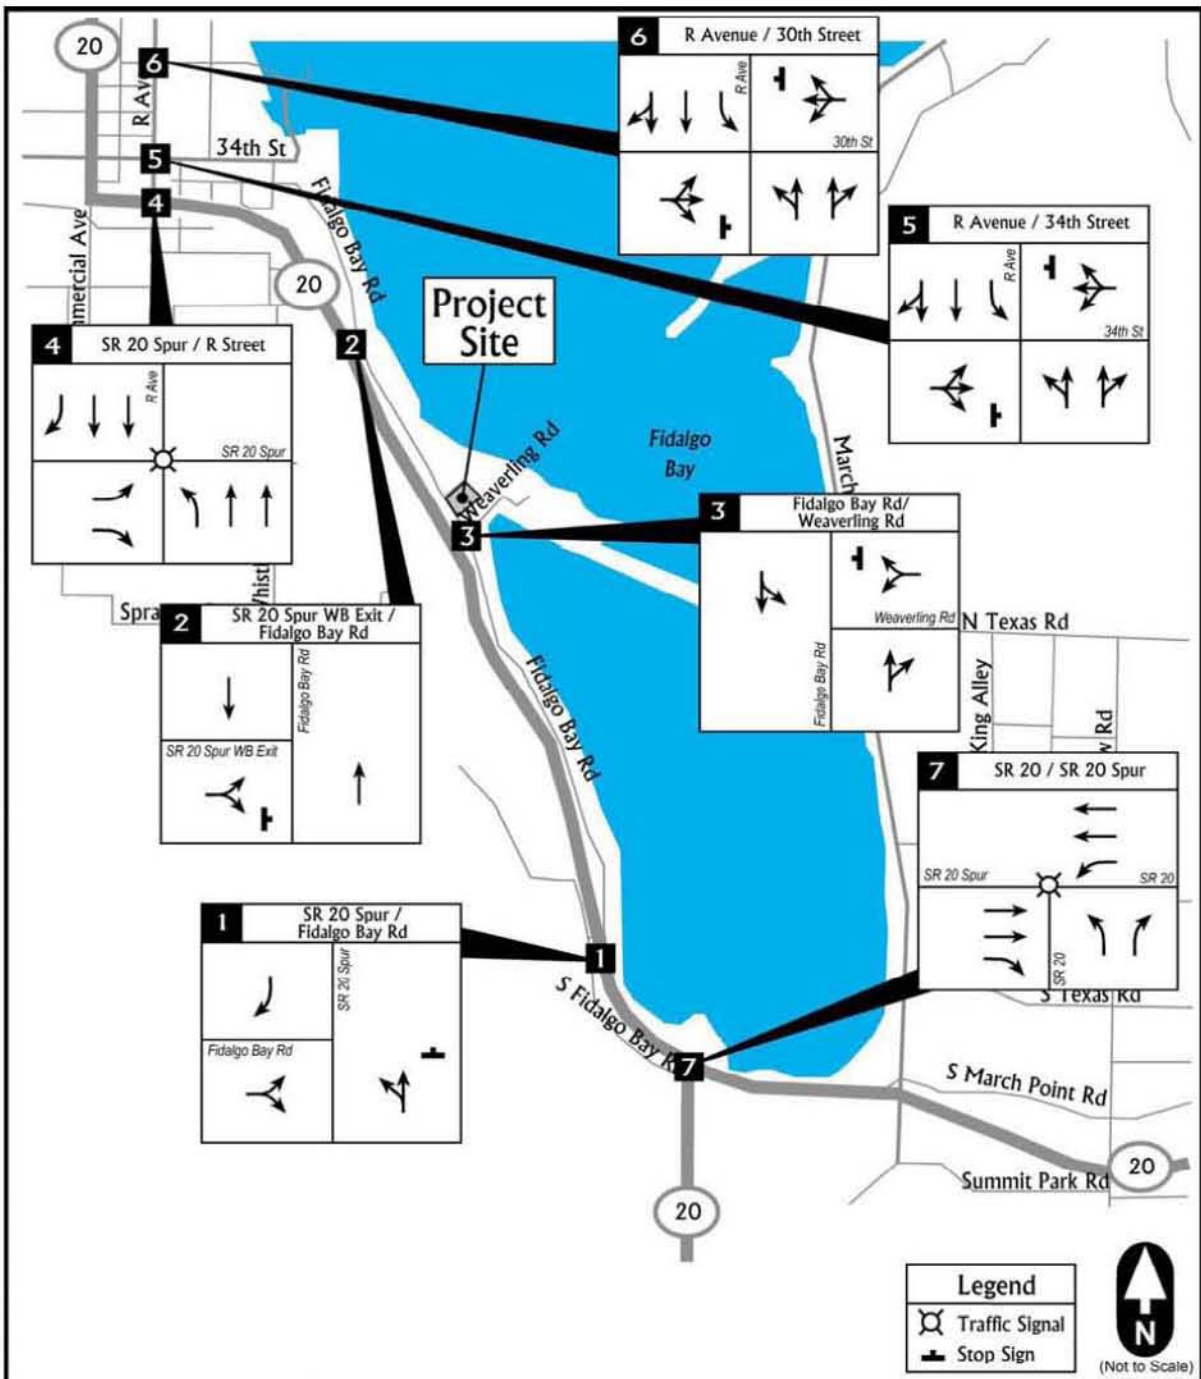 20
6
R Ave
5
34th St
4
Fidalgo Bay Rd
20
2
Project
Site
Weaverling Rd
3
Fidalgo
Bay
March
N Texas Rd
King Alley
Fidalgo Bay Rd
1
S Fidalgo Bay R
7
S Texas Rd
S March Point Rd
20
Summit Park Rd
20
6
R Avenue / 30th Street
R Ave
30th St
5
R Avenue / 34th Street
R Ave
34th St
4
SR 20 Spur / R Street
R Ave
SR 20 Spur
3
Fidalgo Bay Rd/
Weaverling Rd
Weaverling Rd
Fidalgo Bay Rd
2
SR 20 Spur WB Exit /
Fidalgo Bay Rd
Fidalgo Bay Rd
SR 20 Spur WB Exit
7
SR 20 / SR 20 Spur
SR 20 Spur
SR 20
SR 20
1
SR 20 Spur /
Fidalgo Bay Rd
SR 20 Spur
Fidalgo Bay Rd
Legend
Traffic Signal
Stop Sign
N
(Not to Scale)